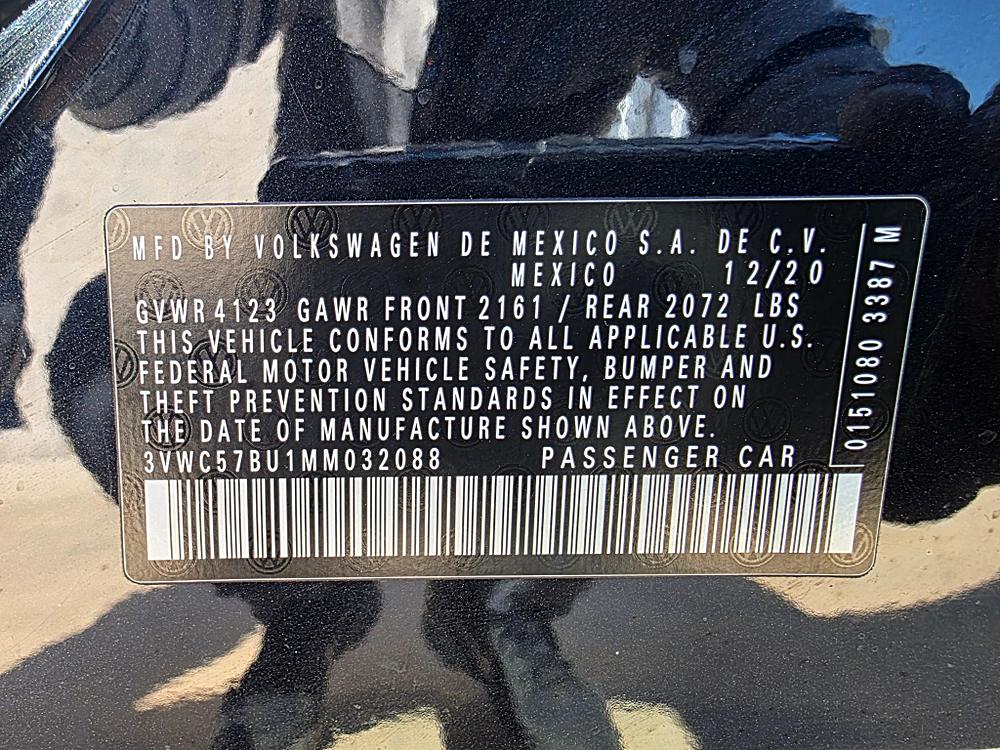 MFD BY VOLKSWAGEN DE MEXICO S.A. DE C.V.
MEXICO 12/20
GVWR 4123 GAWR FRONT 2161 / REAR 2072 LBS
THIS VEHICLE CONFORMS TO ALL APPLICABLE U.S.
FEDERAL MOTOR VEHICLE SAFETY, BUMPER AND
THEFT PREVENTION STANDARDS IN EFFECT ON
THE DATE OF MANUFACTURE SHOWN ABOVE.
3VWC57BU1MM032088 PASSENGER CAR
0151080 3387 M